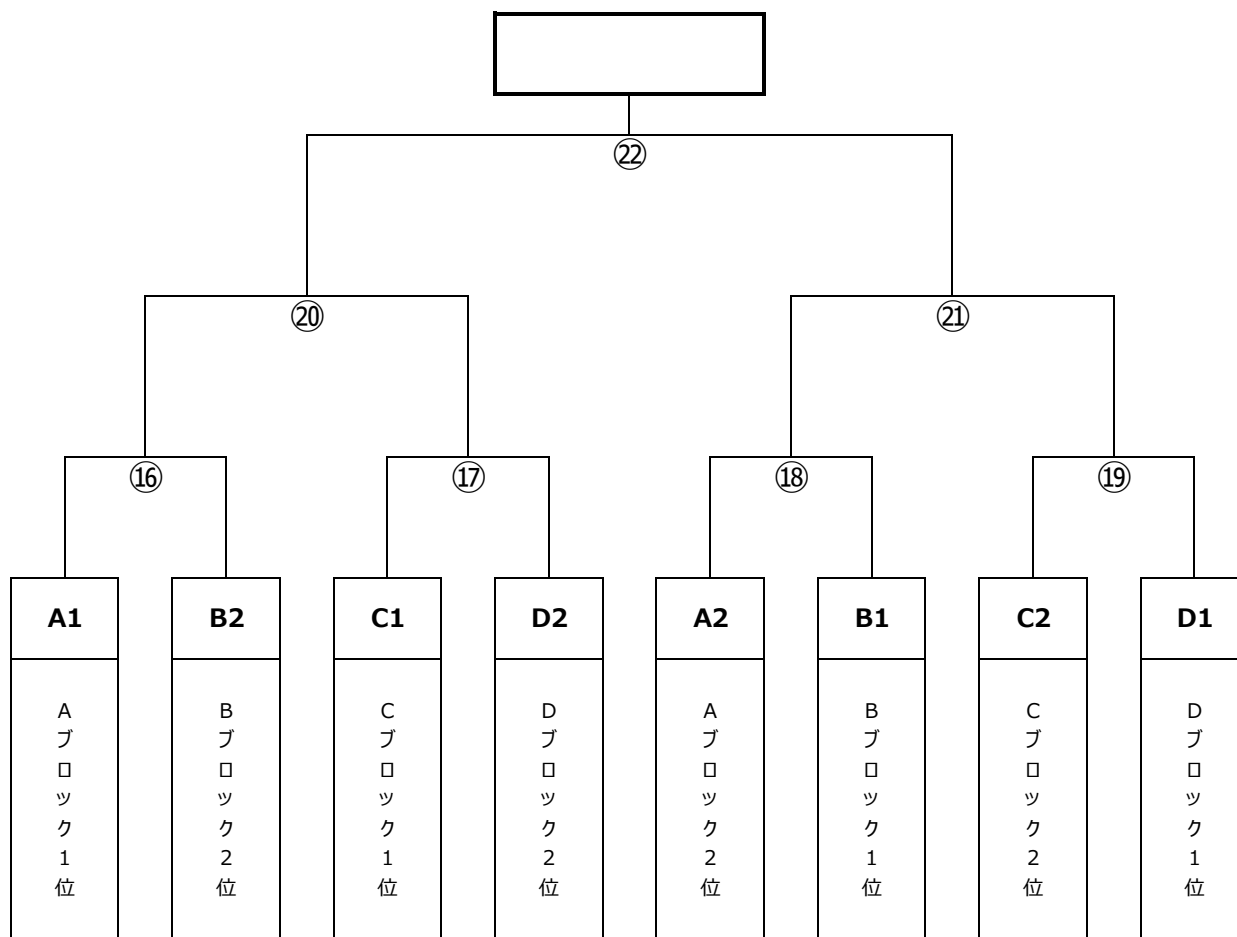 ㉒
⑳
㉑
⑯
⑰
⑱
⑲
A1
B2
C1
D2
A2
B1
C2
D1
Aブロック1位
Bブロック2位
Cブロック1位
Dブロック2位
Aブロック2位
Bブロック1位
Cブロック2位
Dブロック1位